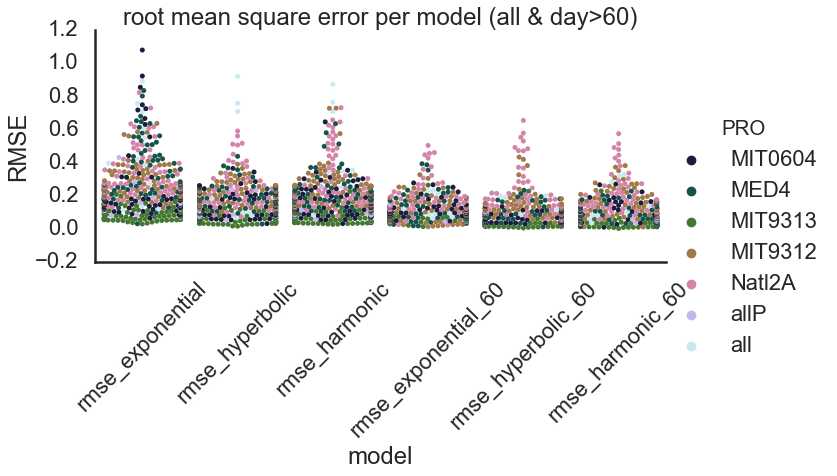 root mean square error per model (all & day>60)
1.2
1.0
0.8
0.6
0.4
0.2
0.0
−0.2
RMSE
rmse_exponential
rmse_hyperbolic
rmse_harmonic
rmse_exponential_60
rmse_hyperbolic_60
rmse_harmonic_60
model
PRO
MIT0604
MED4
MIT9313
MIT9312
Natl2A
allP
all